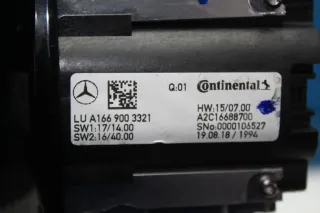 Q:01 Continental
HW:15/07.00
LU A166 900 3321 A2C16688700
SW1:17/14.00 SNo:0000106527
SW2:16/40.00 19.08.18 / 1994